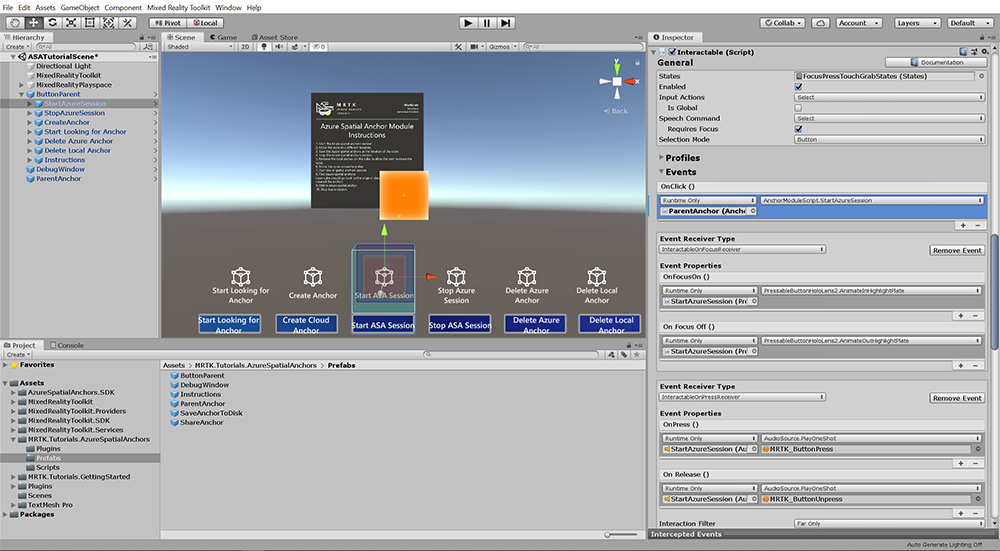 File Edit Assets GameObject Component Mixed Reality Toolkit Window Help
Pivot Local Collab Account Layers Default
Hierarchy
Create All
ASATutorialScene*
Directional Light
MixedRealityToolkit
MixedRealityPlayspace
ButtonParent
StartAzureSession
StopAzureSession
CreateAnchor
Start Looking for Anchor
Delete Azure Anchor
Delete Local Anchor
Instructions
DebugWindow
ParentAnchor
Scene Game Asset Store
Shaded 2D 0 Gizmos All
Back
MRTK
Azure Spatial Anchor Module
Instructions
Start Looking for
Anchor
Create Anchor
Start ASA Session
Stop Azure
Session
Delete Azure
Anchor
Delete Local
Anchor
Start Looking for
Anchor
Create Cloud
Anchor
Start ASA Session
Stop ASA Session
Delete Azure
Anchor
Delete Local
Anchor
Project Console
Create
Favorites
Assets
AzureSpatialAnchors.SDK
MixedRealityToolkit
MixedRealityToolkit.Providers
MixedRealityToolkit.SDK
MixedRealityToolkit.Services
MRTK.Tutorials.AzureSpatialAnchors
Plugins
Prefabs
Scripts
MRTK.Tutorials.GettingStarted
Plugins
Scenes
TextMesh Pro
Packages
Assets > MRTK.Tutorials.AzureSpatialAnchors > Prefabs
ButtonParent
DebugWindow
Instructions
ParentAnchor
SaveAnchorToDisk
ShareAnchor
Inspector
Interactable (Script)
General Documentation
States FocusPressTouchGrabStates (States)
Enabled
Input Actions Select
Is Global
Speech Command Select
Requires Focus
Selection Mode Button
Profiles
Events
OnClick ()
Runtime Only AnchorModuleScript.StartAzureSession
ParentAnchor (Anch
+ −
Event Receiver Type
InteractableOnFocusReceiver Remove Event
Event Properties
OnFocusOn ()
Runtime Only PressableButtonHoloLens2.AnimateInHighlightPlate
StartAzureSession (Pre
+ −
On Focus Off ()
Runtime Only PressableButtonHoloLens2.AnimateOutHighlightPlate
StartAzureSession (Pre
+ −
Event Receiver Type
InteractableOnPressReceiver Remove Event
Event Properties
OnPress ()
Runtime Only AudioSource.PlayOneShot
StartAzureSession (Au MRTK_ButtonPress
+ −
On Release ()
Runtime Only AudioSource.PlayOneShot
StartAzureSession (Au MRTK_ButtonUnpress
+ −
Interaction Filter Far Only
Intercepted Events
Auto Generate Lighting Off